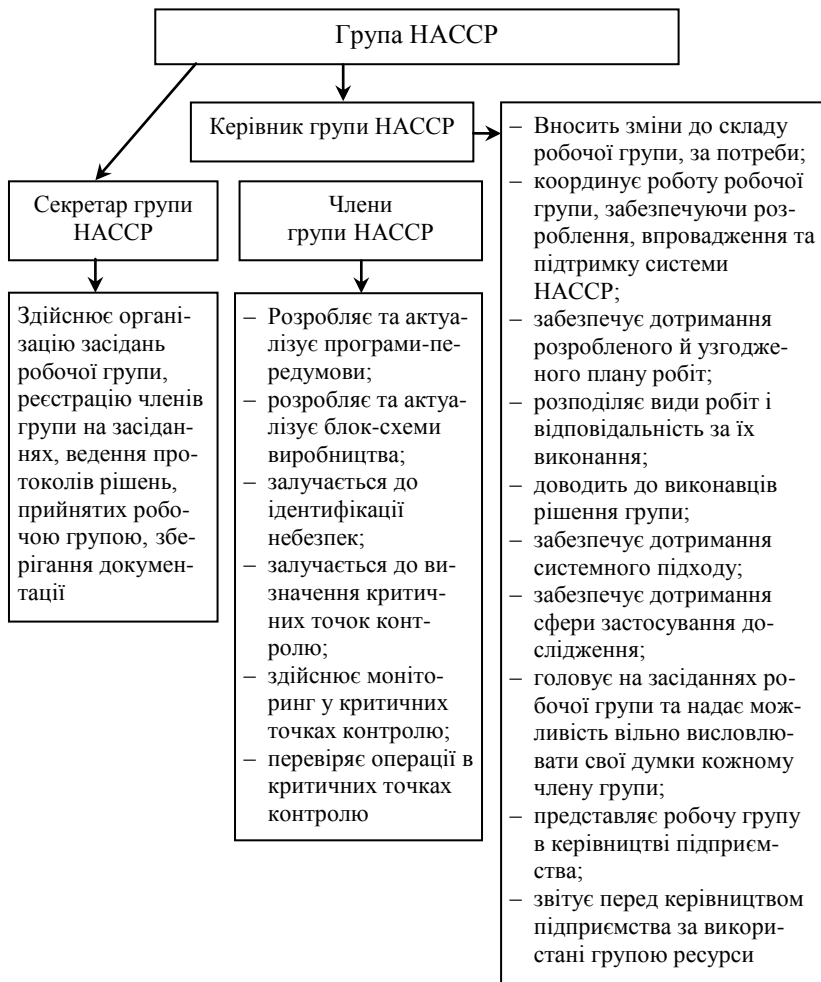 Група НАССР
Керівник групи НАССР
Секретар групи
НАССР
Члени
групи НАССР
Здійснює органі-
зацію засідань
робочої групи,
реєстрацію членів
групи на засідан-
нях, ведення про-
токолів рішень,
прийнятих робо-
чою групою, збе-
рігання докумен-
тації
– Розробляє та актуа-
лізує програми-пе-
редумови;
– розробляє та актуа-
лізує блок-схеми
виробництва;
– залучається до
ідентифікації
небезпек;
– залучається до ви-
значення критич-
них точок конт-
ролю;
– здійснює моніто-
ринг у критичних
точках контролю;
– перевіряє операції в
критичних точках
контролю
– Вносить зміни до складу
робочої групи, за потреби;
– координує роботу робочої
групи, забезпечуючи роз-
роблення, впровадження та
підтримку системи
НАССР;
– забезпечує дотримання
розробленого й узгодже-
ного плану робіт;
– розподіляє види робіт і
відповідальність за їх
виконання;
– доводить до виконавців
рішення групи;
– забезпечує дотримання
системного підходу;
– забезпечує дотримання
сфери застосування до-
слідження;
– головує на засіданнях ро-
бочої групи та надає мож-
ливість вільно висловлю-
вати свої думки кожному
члену групи;
– представляє робочу групу
в керівництві підприєм-
ства;
– звітує перед керівництвом
підприємства за викори-
стані групою ресурси